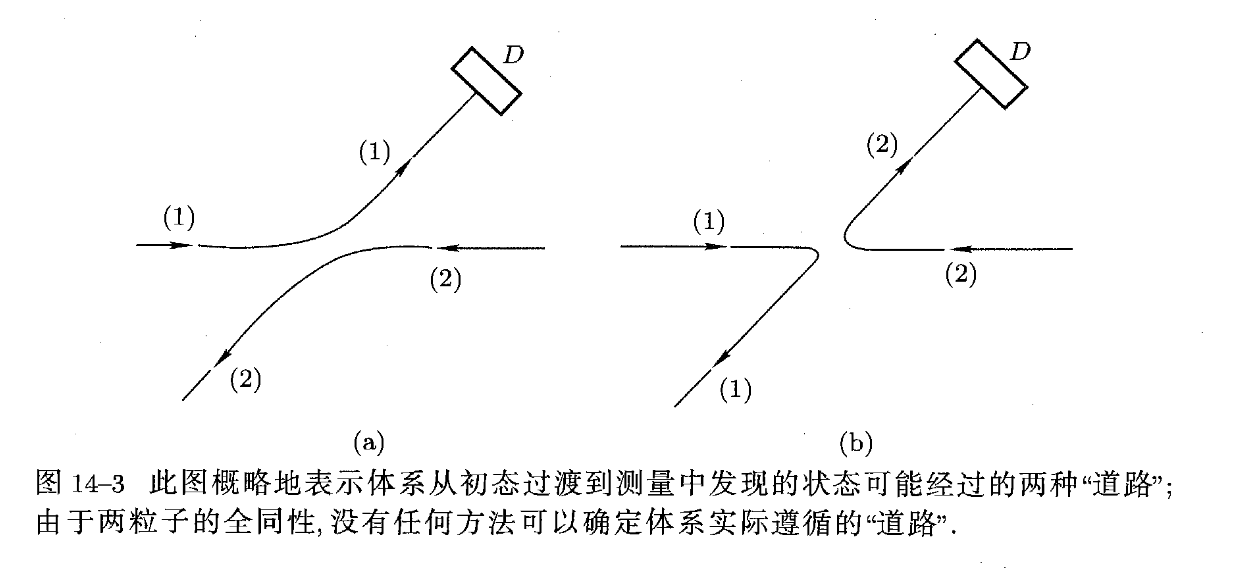 D
D
(1)
(2)
(1)
(1)
(2)
(2)
(2)
(1)
(a)
(b)
图 14–3 此图概略地表示体系从初态过渡到测量中发现的状态可能经过的两种“道路”;
由于两粒子的全同性, 没有任何方法可以确定体系实际遵循的“道路”.